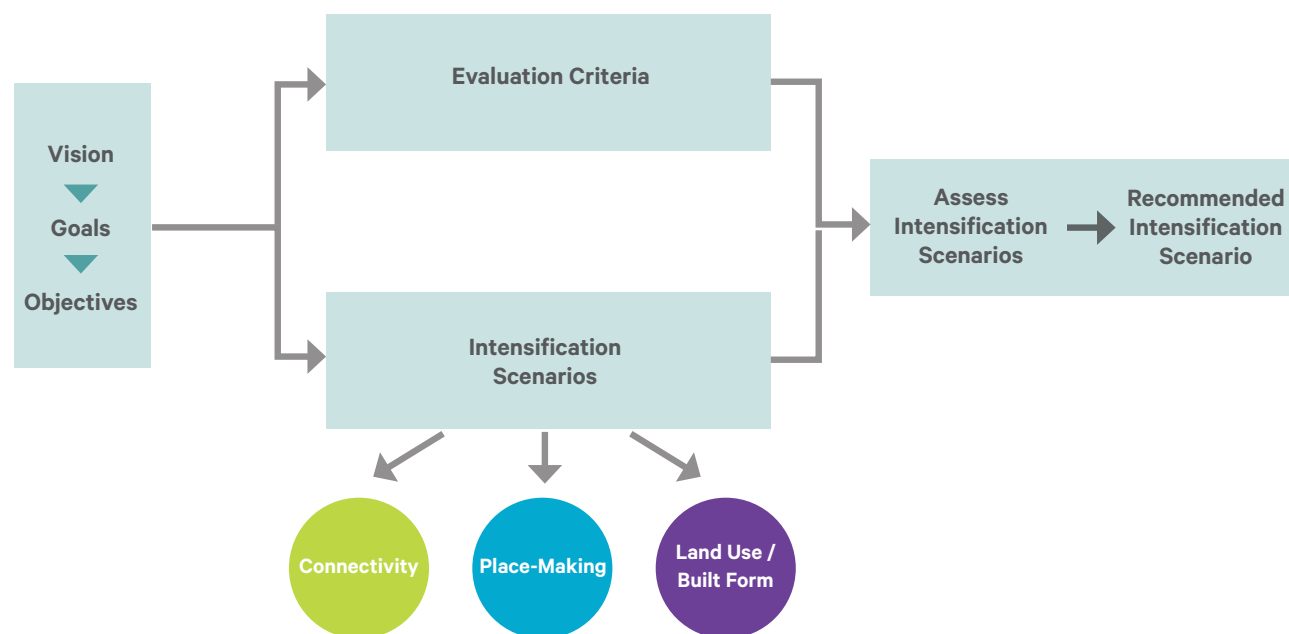 Vision
Goals
Objectives
Evaluation Criteria
Intensification
Scenarios
Connectivity
Place-Making
Land Use /
Built Form
Assess
Intensification
Scenarios
Recommended
Intensification
Scenario